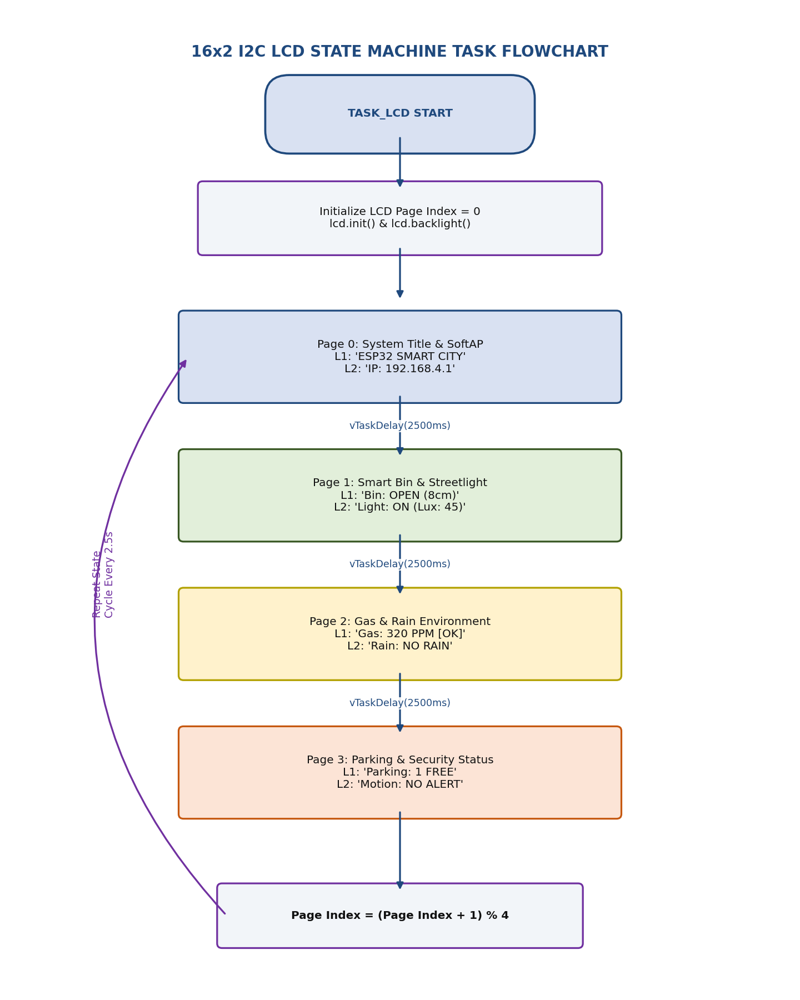 16x2 I2C LCD STATE MACHINE TASK FLOWCHART
TASK_LCD START
Initialize LCD Page Index = 0
lcd.init() & lcd.backlight()
Page 0: System Title & SoftAP
L1: 'ESP32 SMART CITY'
L2: 'IP: 192.168.4.1'
vTaskDelay(2500ms)
Page 1: Smart Bin & Streetlight
L1: 'Bin: OPEN (8cm)'
L2: 'Light: ON (Lux: 45)'
vTaskDelay(2500ms)
Repeat State
Cycle Every 2.5s
Page 2: Gas & Rain Environment
L1: 'Gas: 320 PPM [OK]'
L2: 'Rain: NO RAIN'
vTaskDelay(2500ms)
Page 3: Parking & Security Status
L1: 'Parking: 1 FREE'
L2: 'Motion: NO ALERT'
Page Index = (Page Index + 1) % 4